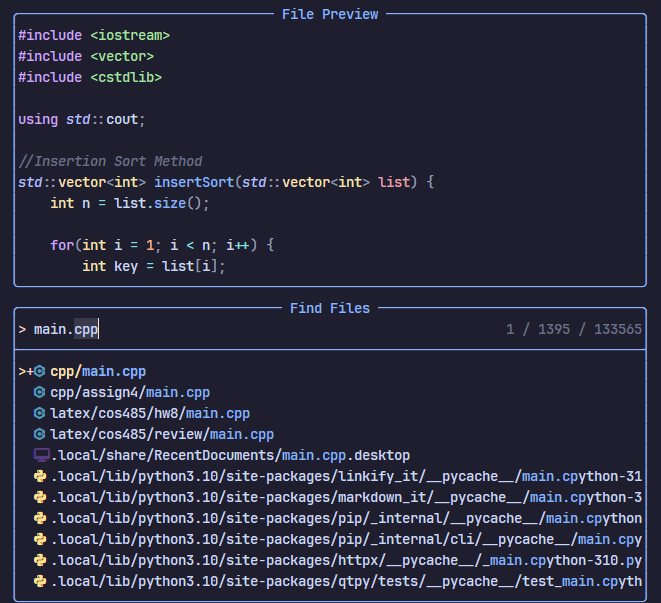 File Preview
#include <iostream>
#include <vector>
#include <cstdlib>
using std::cout;
//Insertion Sort Method
std::vector<int> insertSort(std::vector<int> list) {
    int n = list.size();
    for(int i = 1; i < n; i++) {
        int key = list[i];
Find Files
> main.cpp 1 / 1395 / 133565
>+ cpp/main.cpp
cpp/assign4/main.cpp
latex/cos485/hw8/main.cpp
latex/cos485/review/main.cpp
.local/share/RecentDocuments/main.cpp.desktop
.local/lib/python3.10/site-packages/linkify_it/__pycache__/main.cpython-31
.local/lib/python3.10/site-packages/markdown_it/__pycache__/main.cpython-3
.local/lib/python3.10/site-packages/pip/_internal/__pycache__/main.cpython
.local/lib/python3.10/site-packages/pip/_internal/cli/__pycache__/main.cpy
.local/lib/python3.10/site-packages/httpx/__pycache__/_main.cpython-310.py
.local/lib/python3.10/site-packages/qtpy/tests/__pycache__/test_main.cpyth